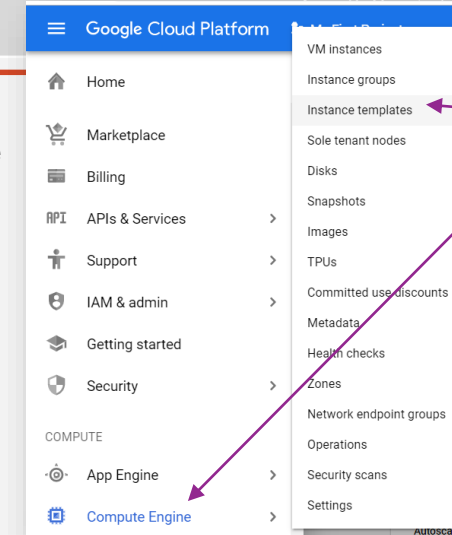 Google Cloud Platform
Home
Marketplace
Billing
API APIs & Services
Support
IAM & admin
Getting started
Security
COMPUTE
App Engine
Compute Engine
VM instances
Instance groups
Instance templates
Sole tenant nodes
Disks
Snapshots
Images
TPUs
Committed use discounts
Metadata
Health checks
Zones
Network endpoint groups
Operations
Security scans
Settings